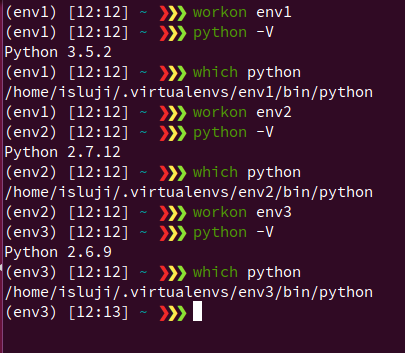 (env1) [12:12] ~ ❯❯❯ workon env1
(env1) [12:12] ~ ❯❯❯ python -V
Python 3.5.2
(env1) [12:12] ~ ❯❯❯ which python
/home/isluji/.virtualenvs/env1/bin/python
(env1) [12:12] ~ ❯❯❯ workon env2
(env2) [12:12] ~ ❯❯❯ python -V
Python 2.7.12
(env2) [12:12] ~ ❯❯❯ which python
/home/isluji/.virtualenvs/env2/bin/python
(env2) [12:12] ~ ❯❯❯ workon env3
(env3) [12:12] ~ ❯❯❯ python -V
Python 2.6.9
(env3) [12:12] ~ ❯❯❯ which python
/home/isluji/.virtualenvs/env3/bin/python
(env3) [12:13] ~ ❯❯❯